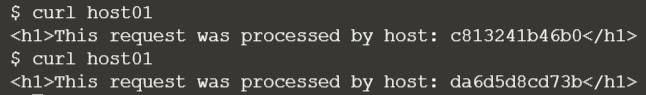 $ curl host01
<h1>This request was processed by host: c813241b46b0</h1>
$ curl host01
<h1>This request was processed by host: da6d5d8cd73b</h1>